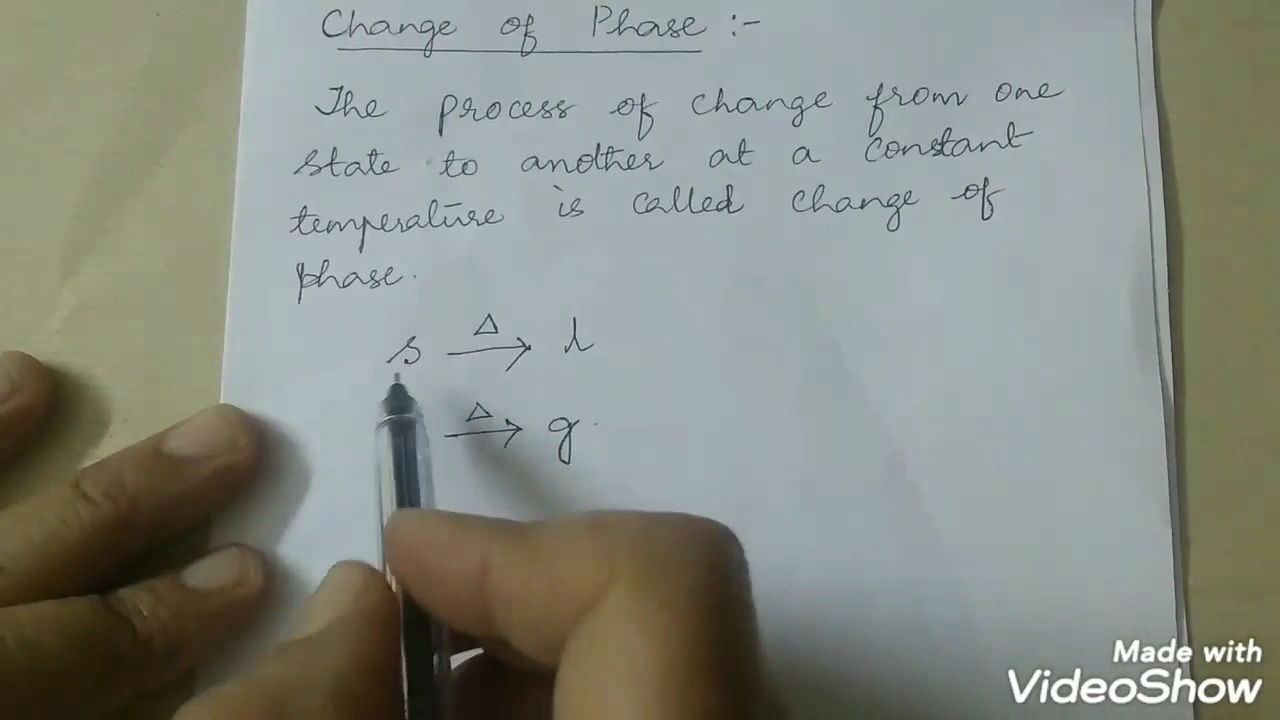 Change of Phase :-
The process of change from one
state to another at a constant
temperature is called change of
phase.
s Δ→ l
Δ→ g
Made with
VideoShow